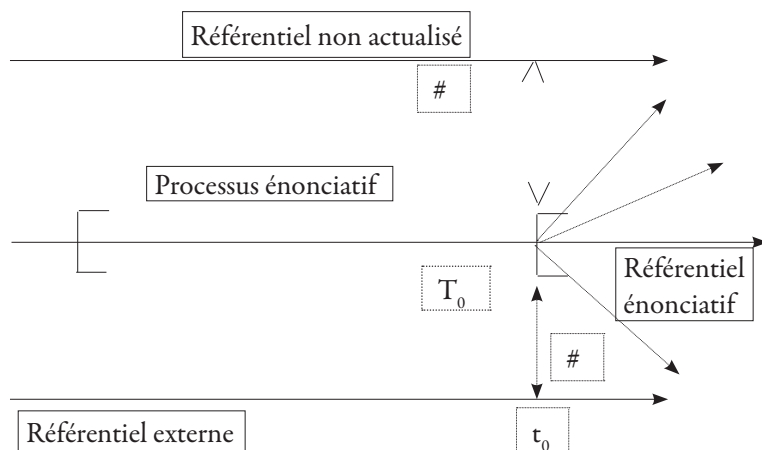 Référentiel non actualisé
#
Processus énonciatif
Référentiel
énonciatif
T₀
#
Référentiel externe
t₀